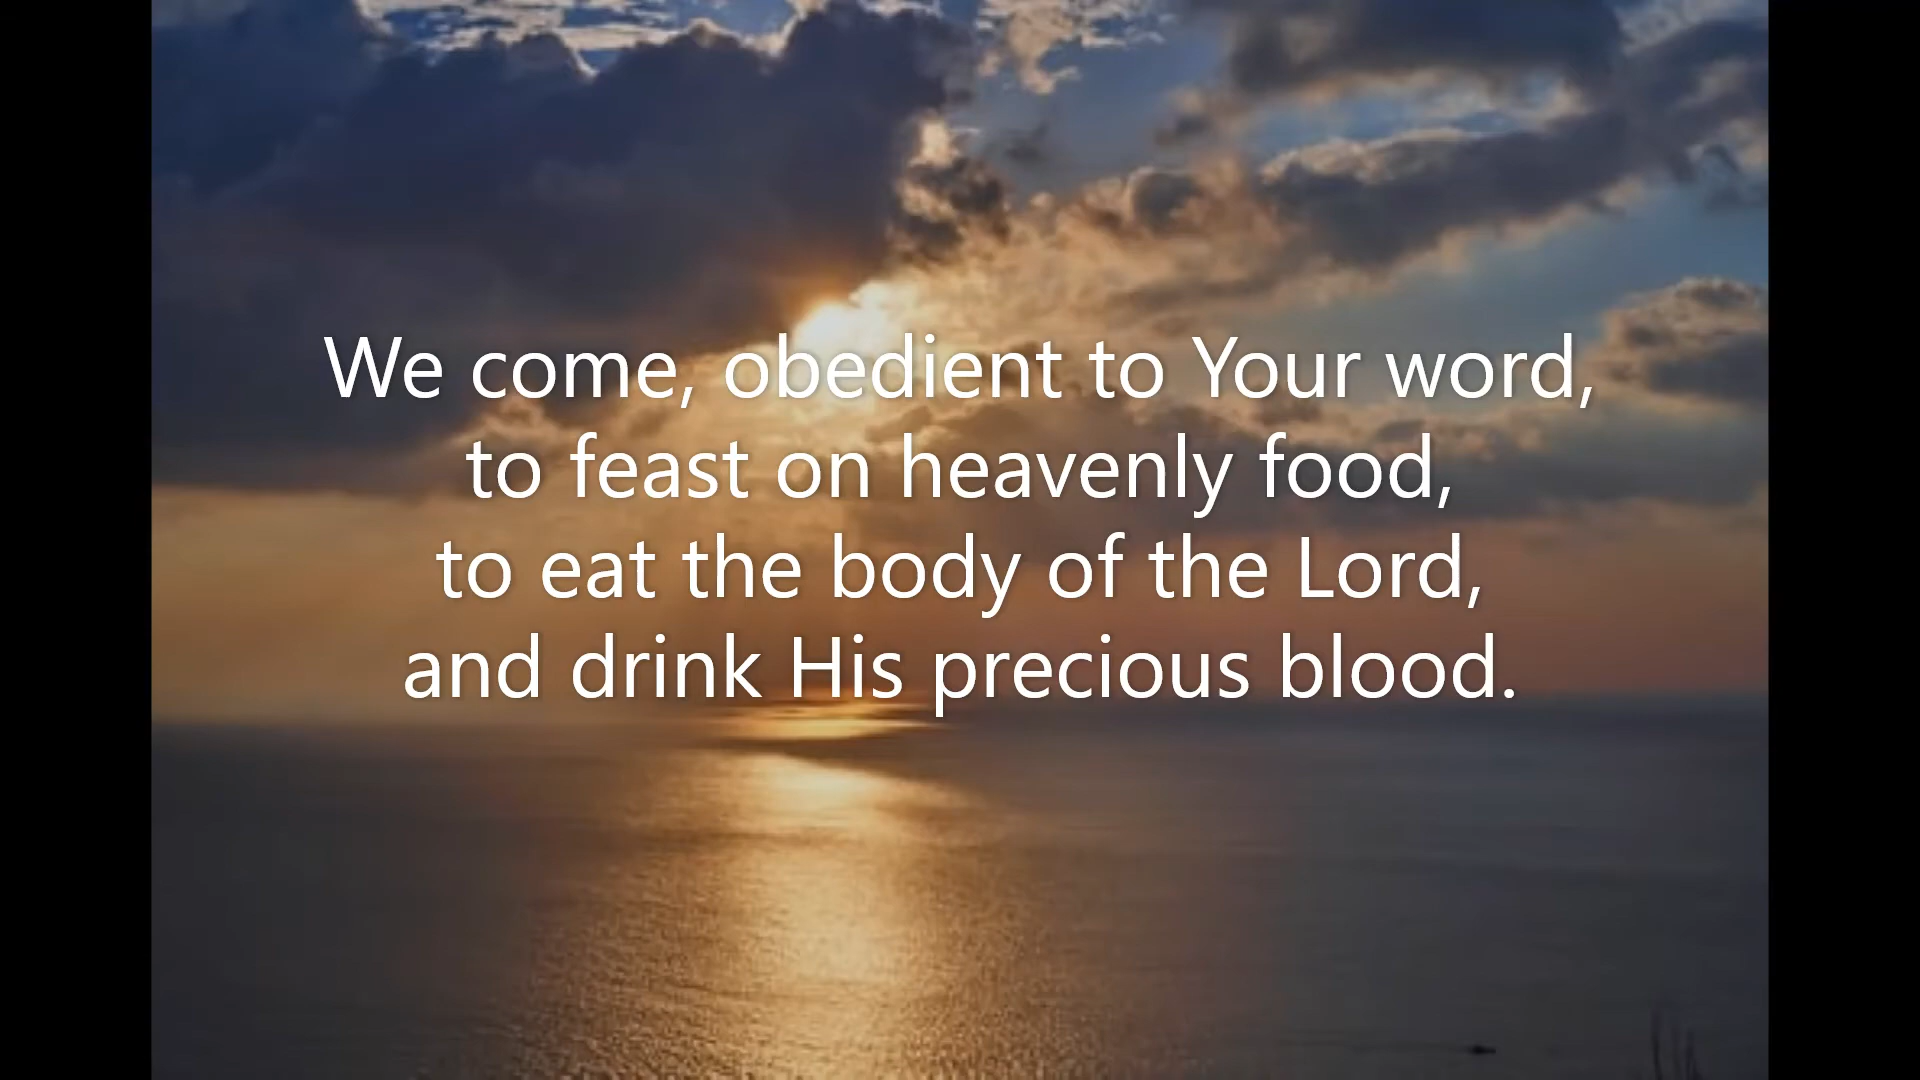 We come, obedient to Your word,
to feast on heavenly food,
to eat the body of the Lord,
and drink His precious blood.